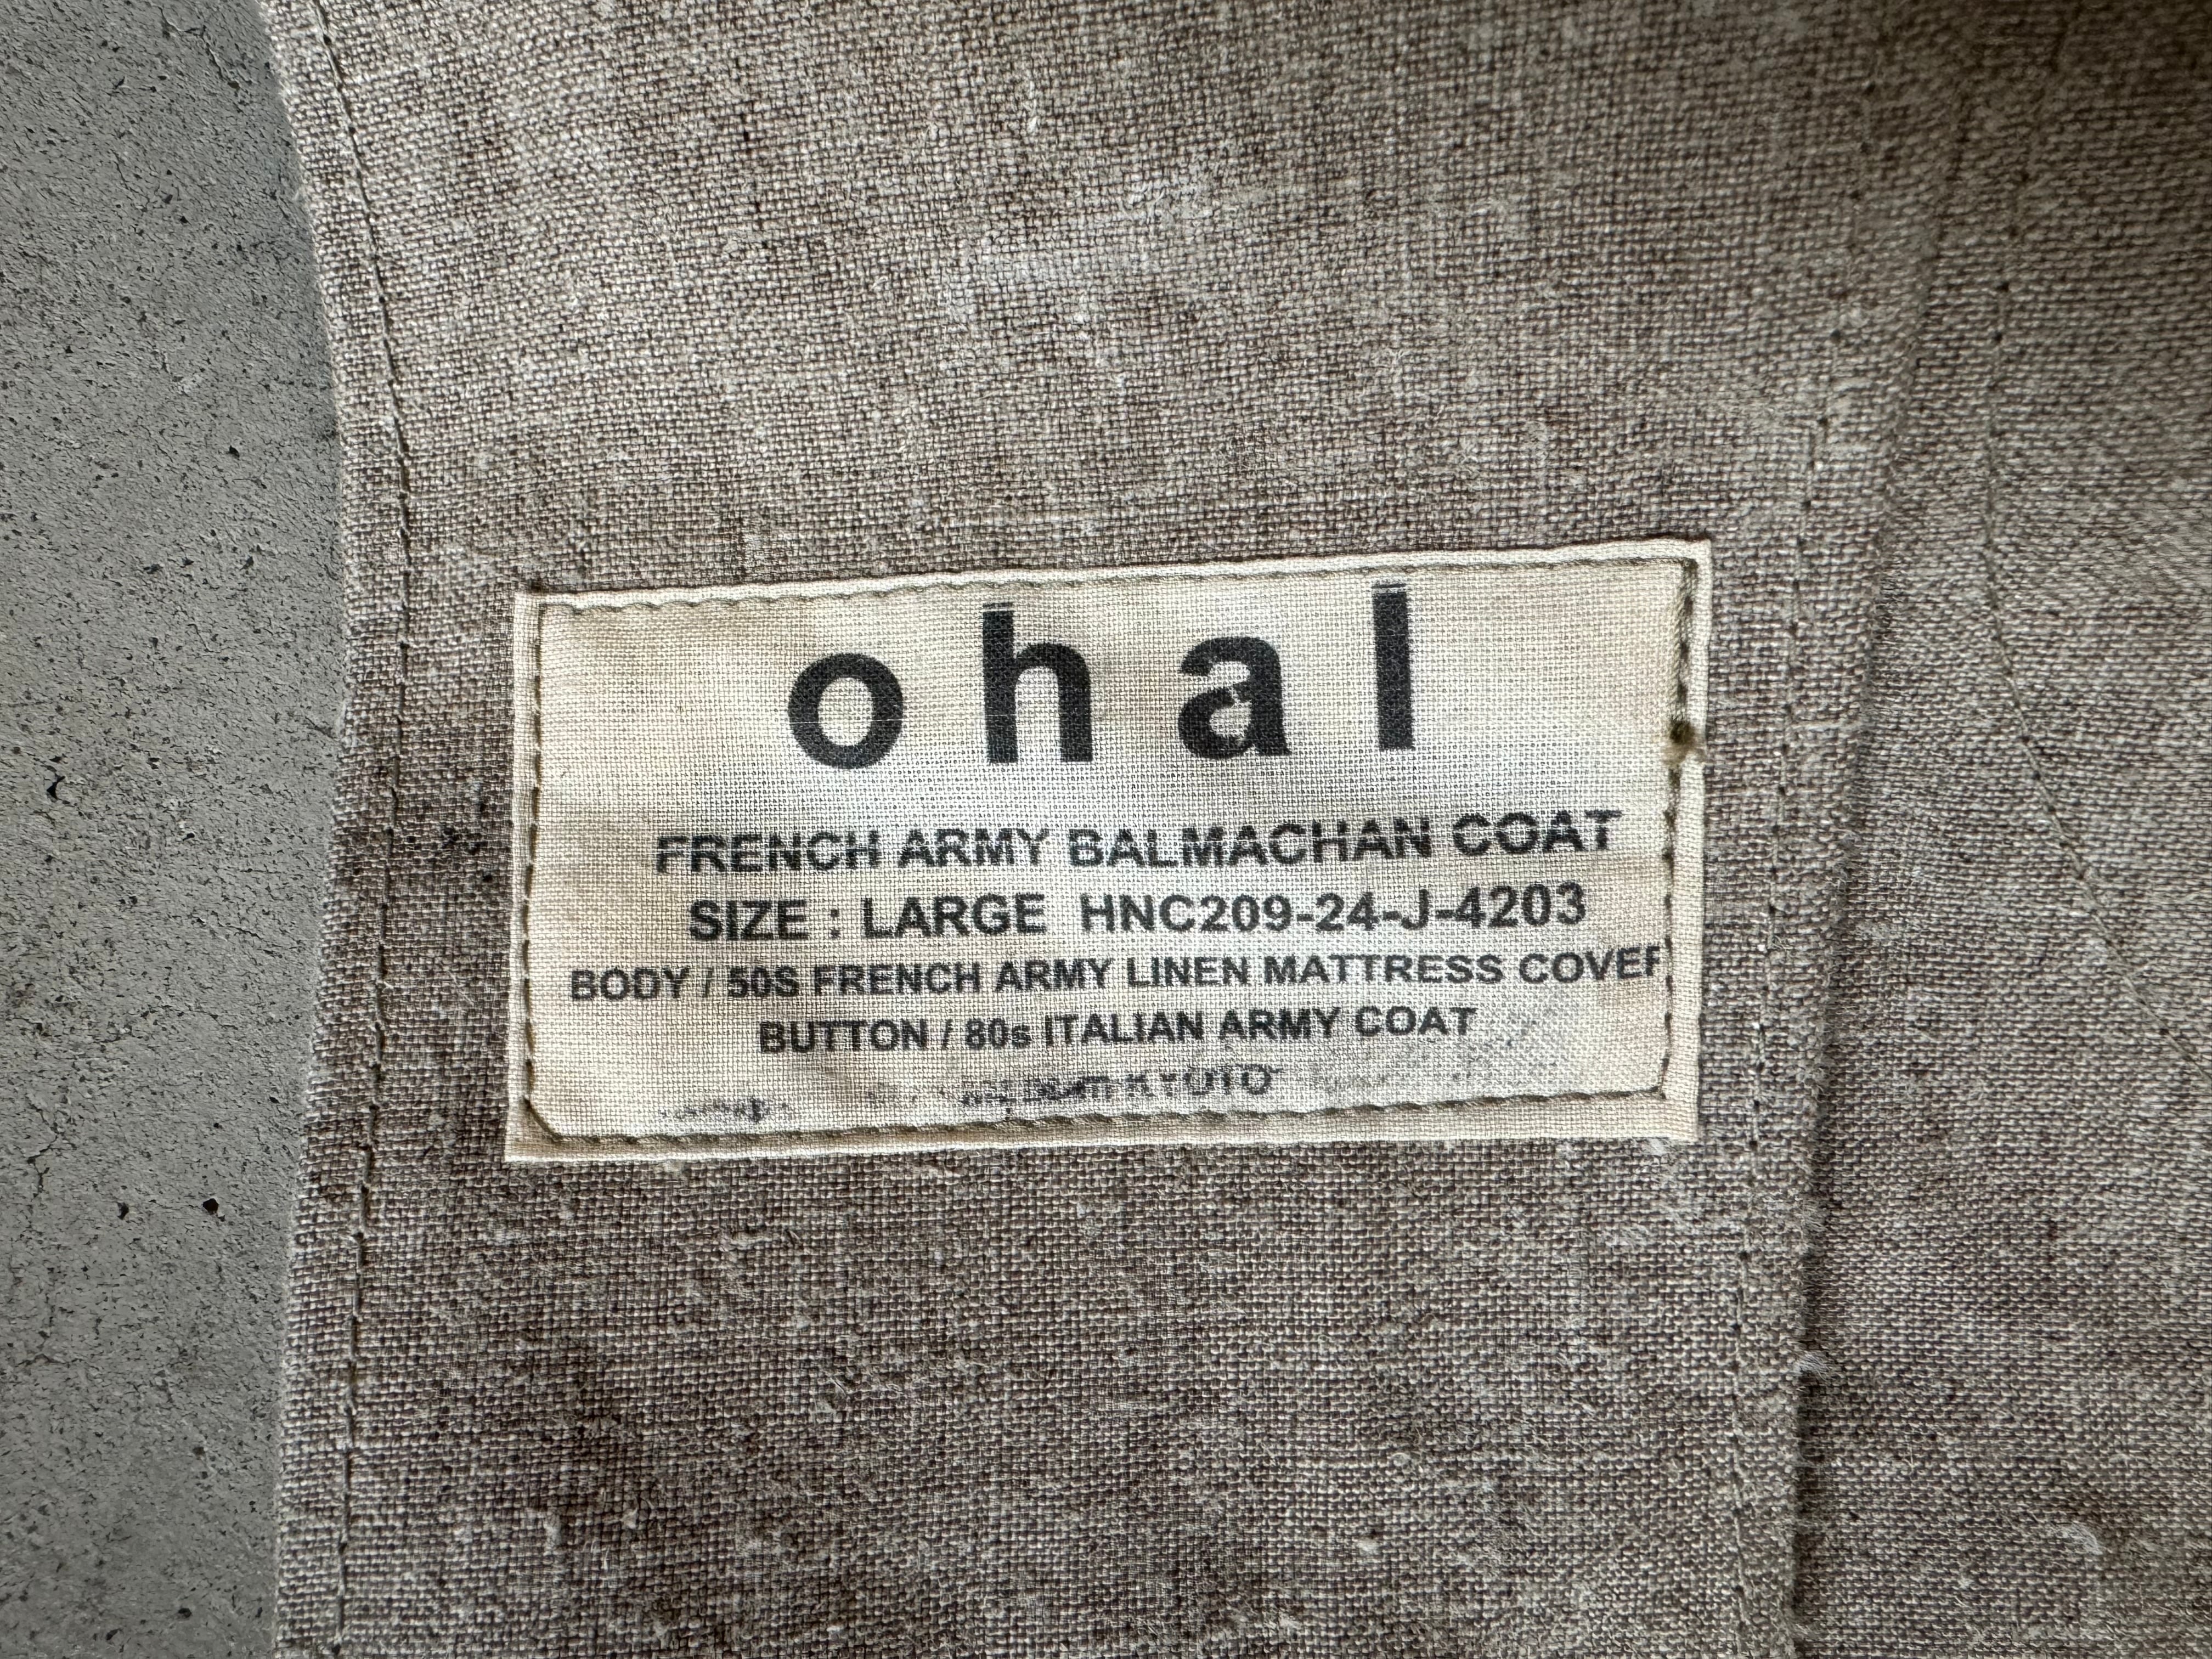 ohal
FRENCH ARMY BALMACHAN COAT
SIZE : LARGE HNC209-24-J-4203
BODY / 50S FRENCH ARMY LINEN MATTRESS COVER
BUTTON / 80s ITALIAN ARMY COAT
KYOTO